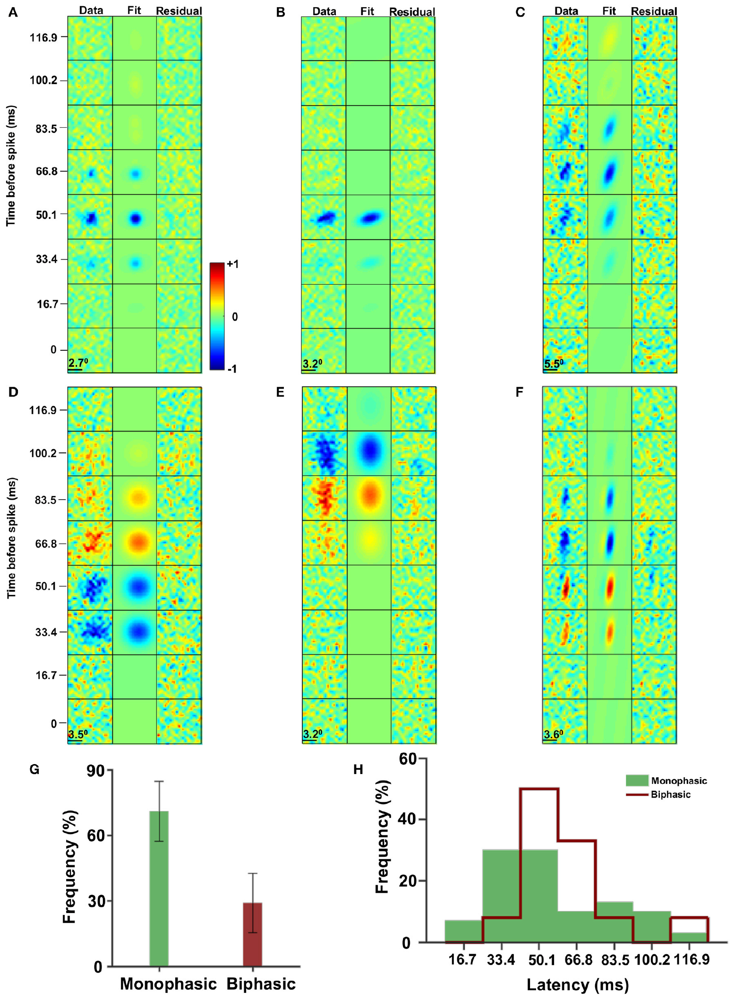 A Data Fit Residual B Data Fit Residual C Data Fit Residual
Time before spike (ms)
116.9
100.2
83.5
66.8
50.1
33.4
16.7
0
+1
0
-1
2.7⁰ 3.2⁰ 5.5⁰
D E F
Time before spike (ms)
116.9
100.2
83.5
66.8
50.1
33.4
16.7
0
3.5⁰ 3.2⁰ 3.6⁰
G
Frequency (%)
90
60
30
0
Monophasic Biphasic
H
Frequency (%)
60
40
20
0
Monophasic
Biphasic
16.7 33.4 50.1 66.8 83.5 100.2 116.9
Latency (ms)